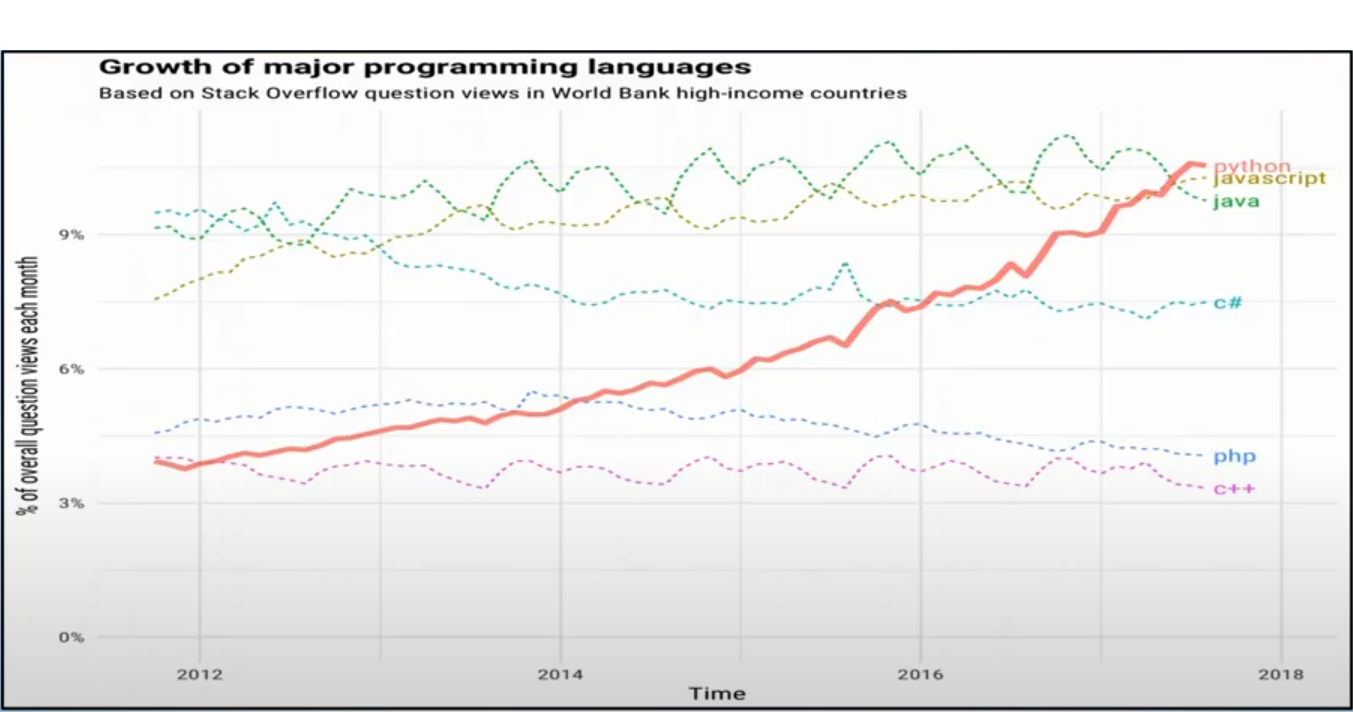 Growth of major programming languages
Based on Stack Overflow question views in World Bank high-income countries
% of overall question views each month
9%
6%
3%
0%
python
javascript
java
c#
php
c++
2012 2014 2016 2018
Time